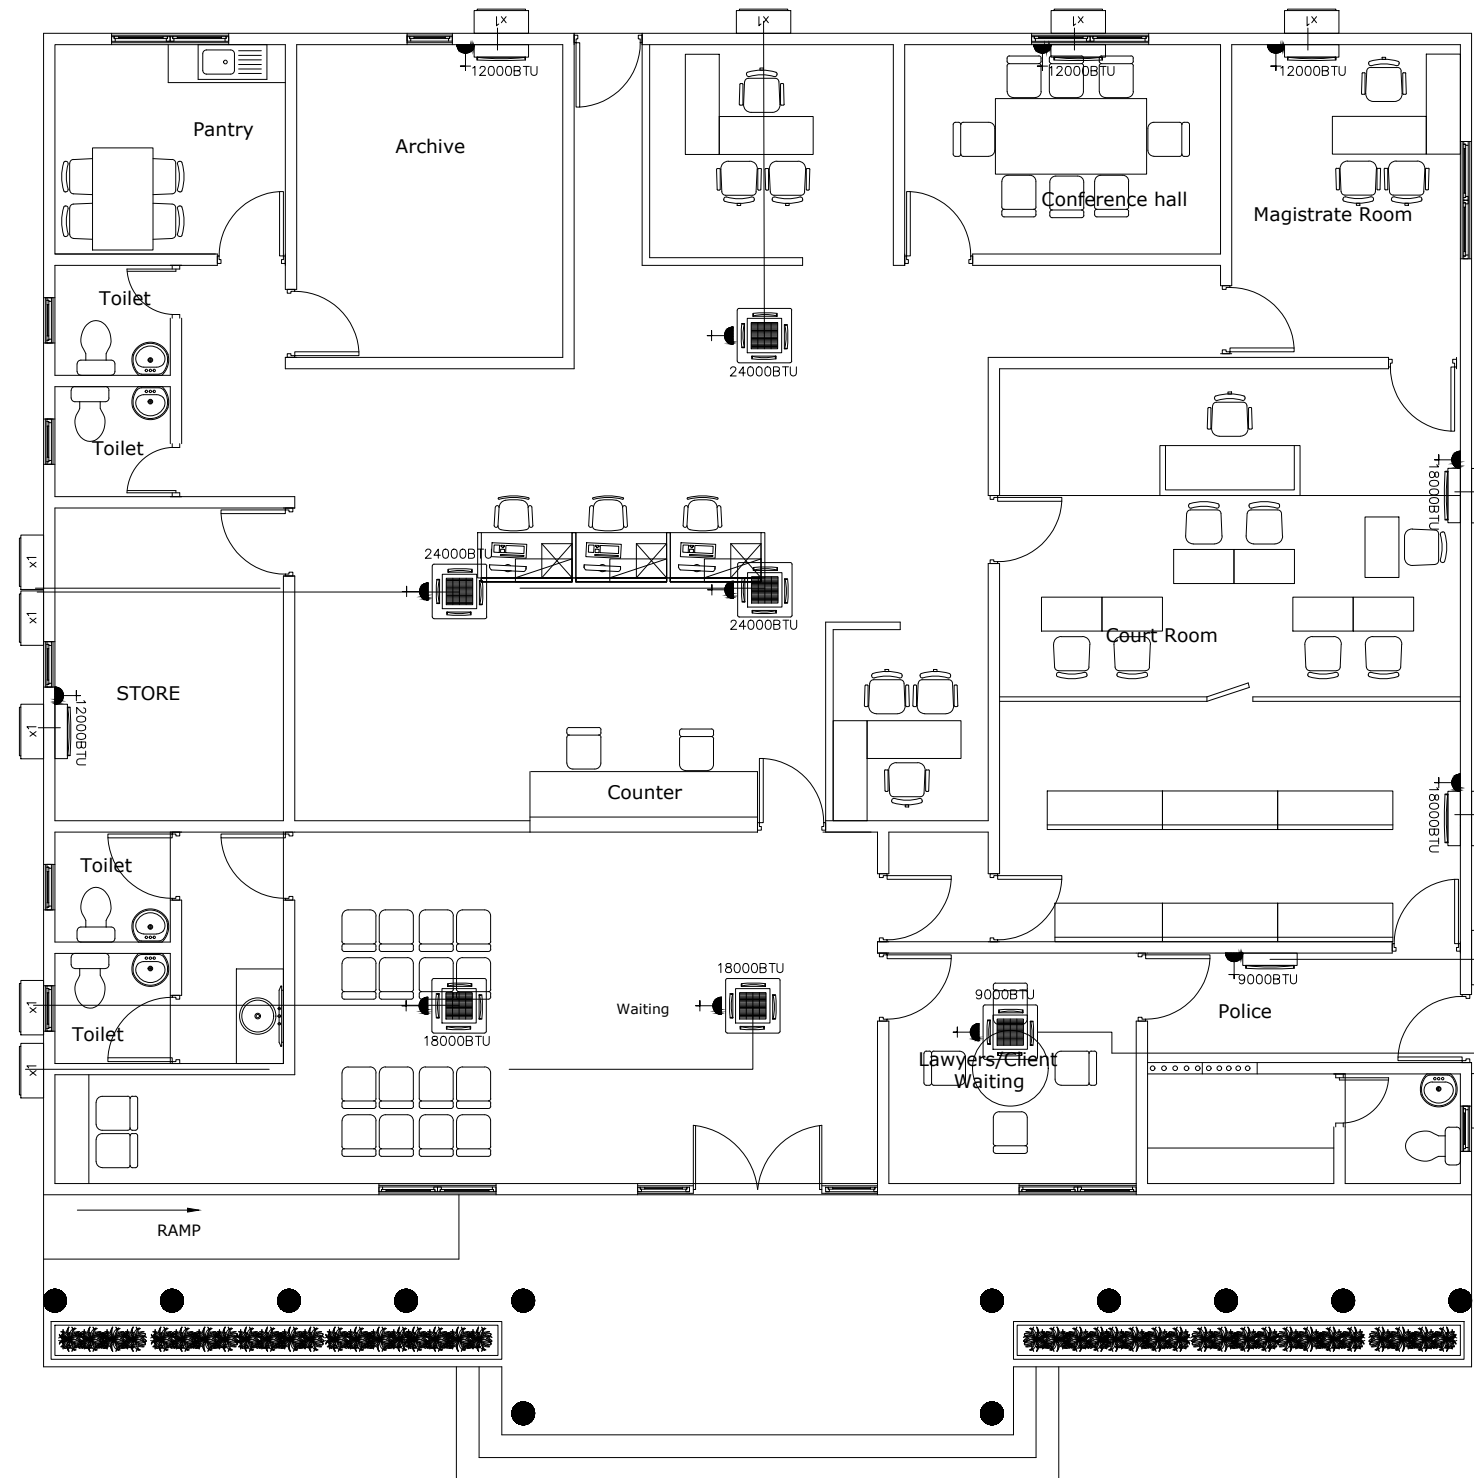 x1
x1
x1
x1
12000BTU
12000BTU
12000BTU
Pantry
Archive
Conference hall
Magistrate Room
Toilet
24000BTU
Toilet
18000BTU
24000BTU
x1
x1
24000BTU
Court Room
STORE
12000BTU
x1
Counter
18000BTU
Toilet
18000BTU
9000BTU
9000BTU
x1
Waiting
Police
Toilet
18000BTU
Lawyers/Client
Waiting
x1
RAMP